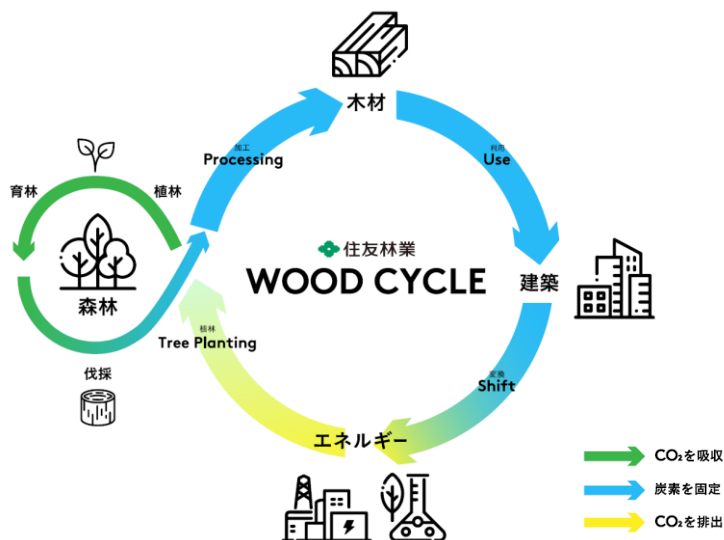 木材
加工
Processing
利用
Use
育林
植林
森林
伐採
住友林業
WOOD CYCLE
建築
植林
Tree Planting
変換
Shift
エネルギー
CO₂を吸収
炭素を固定
CO₂を排出